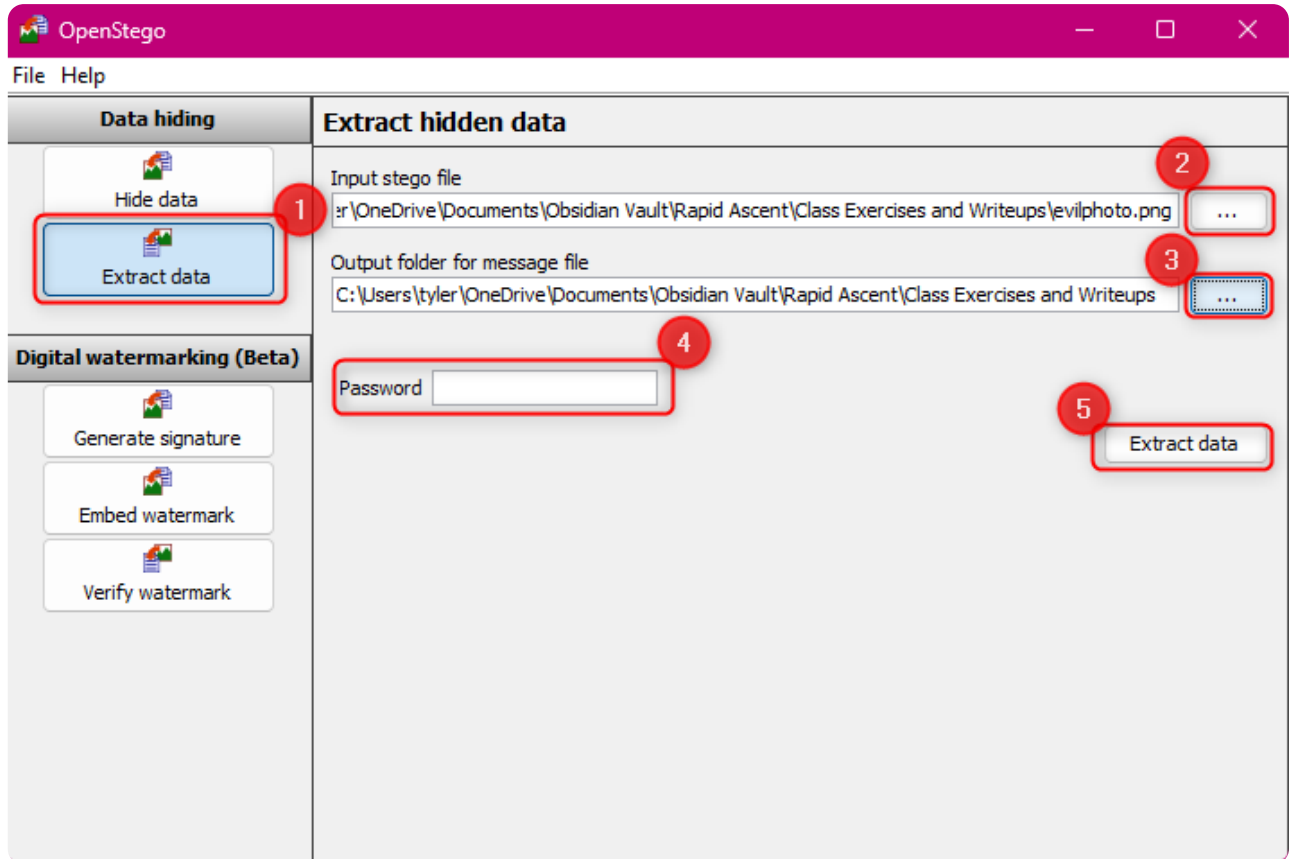 OpenStego
File Help
Data hiding
Hide data
Extract data
Digital watermarking (Beta)
Generate signature
Embed watermark
Verify watermark
Extract hidden data
Input stego file
er\OneDrive\Documents\Obsidian Vault\Rapid Ascent\Class Exercises and Writeups\evilphoto.png
...
Output folder for message file
C:\Users\tyler\OneDrive\Documents\Obsidian Vault\Rapid Ascent\Class Exercises and Writeups
...
Password
Extract data
1
2
3
4
5